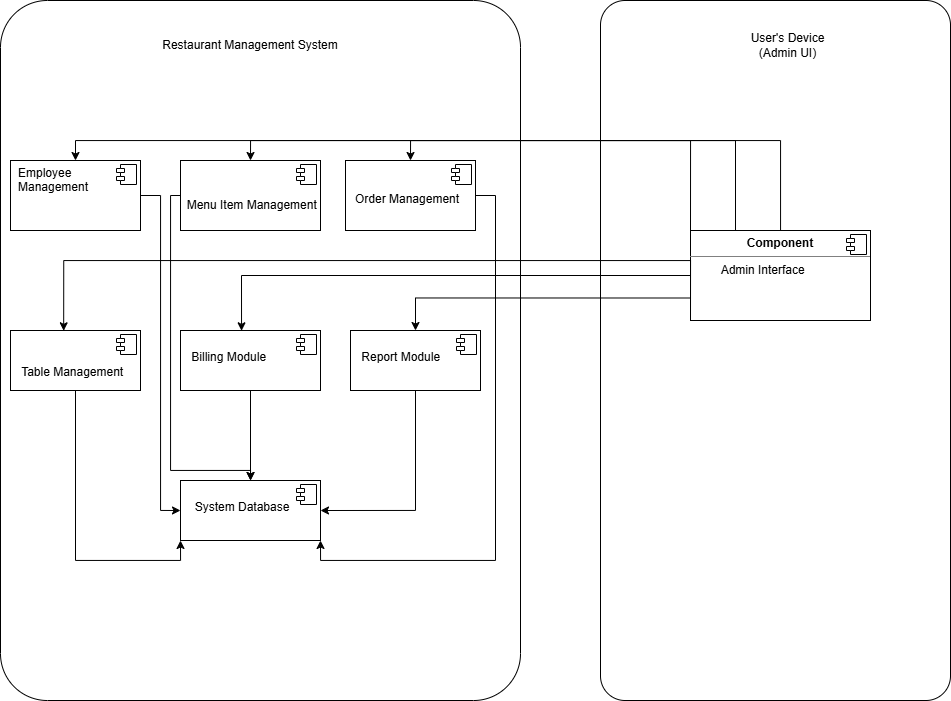 Restaurant Management System
User's Device
(Admin UI)
Employee
Management
Menu Item Management
Order Management
Component
Admin Interface
Table Management
Billing Module
Report Module
System Database